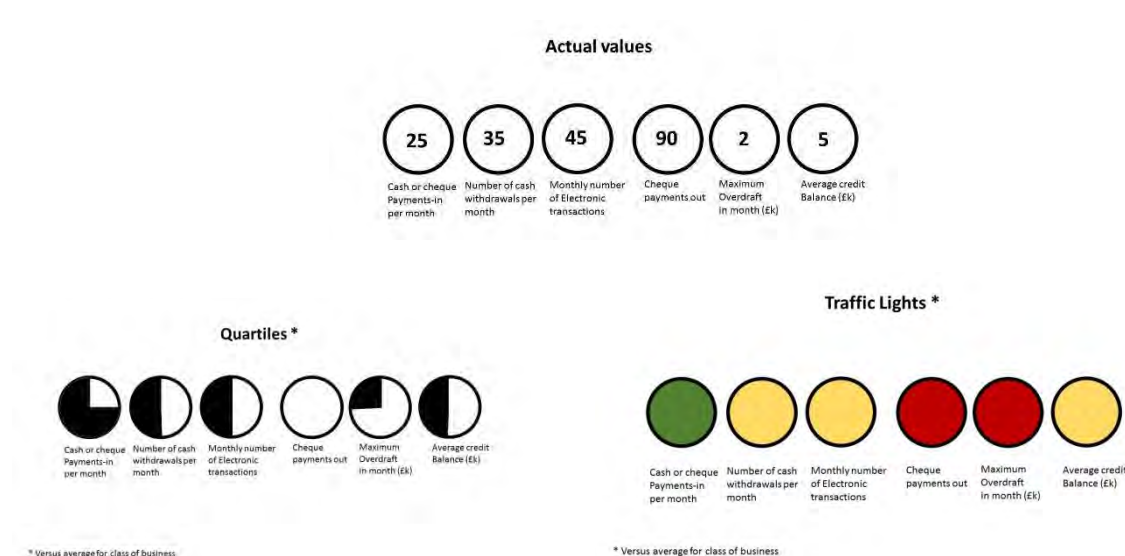 Actual values
25 35 45 90 2 5
Cash or cheque
Payments-in
per month
Number of cash
withdrawals per
month
Monthly number
of Electronic
transactions
Cheque
payments out
Maximum
Overdraft
in month (£k)
Average credit
Balance (£k)
Quartiles *
Cash or cheque
Payments-in
per month
Number of cash
withdrawals per
month
Monthly number
of Electronic
transactions
Cheque
payments out
Maximum
Overdraft
in month (£k)
Average credit
Balance (£k)
* Versus average for class of business
Traffic Lights *
Cash or cheque
Payments-in
per month
Number of cash
withdrawals per
month
Monthly number
of Electronic
transactions
Cheque
payments out
Maximum
Overdraft
in month (£k)
Average credit
Balance (£k)
* Versus average for class of business